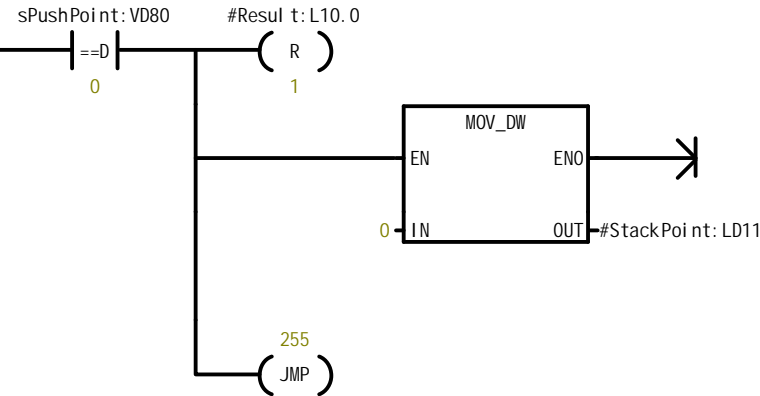 sPushPoint:VD80 #Result:L10.0
==D R
0 1
MOV_DW
EN ENO
0 IN OUT #StackPoint:LD11
255
JMP